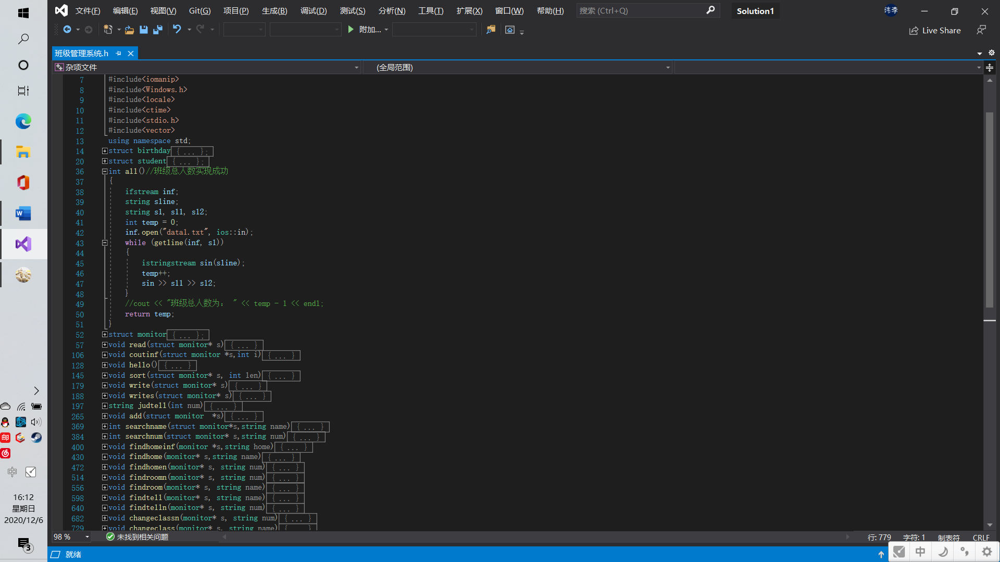 文件(F) 编辑(E) 视图(V) Git(G) 项目(P) 生成(B) 调试(D) 测试(S) 分析(N) 工具(T) 扩展(X) 窗口(W) 帮助(H) 搜索 (Ctrl+Q) Solution1 玮李
附加... Live Share
班级管理系统.h
杂项文件 (全局范围)
7 #include<iomanip>
8 #include<Windows.h>
9 #include<locale>
10 #include<ctime>
11 #include<stdio.h>
12 #include<vector>
13 using namespace std;
14 struct birthday{ ... };
20 struct student{ ... };
36 int all()//班级总人数实现成功
37 {
38 ifstream inf;
39 string sline;
40 string s1, s11, s12;
41 int temp = 0;
42 inf.open("data1.txt", ios::in);
43 while (getline(inf, s1))
44 {
45 istringstream sin(sline);
46 temp++;
47 sin >> s11 >> s12;
48 }
49 //cout << "班级总人数为： " << temp - 1 << endl;
50 return temp;
51 }
52 struct monitor{ ... };
57 void read(struct monitor* s){ ... }
106 void coutinf(struct monitor *s,int i){ ... }
128 void hello(){ ... }
145 void sort(struct monitor* s, int len){ ... }
179 void write(struct monitor* s){ ... }
188 void writes(struct monitor* s){ ... }
197 string judtell(int num){ ... }
265 void add(struct monitor  *s){ ... }
369 int searchname(struct monitor*s,string name){ ... }
384 int searchnum(struct monitor* s,string num){ ... }
400 void findhomeinf(monitor *s,string home){ ... }
430 void findhome(monitor* s,string name){ ... }
472 void findhomen(monitor* s, string num){ ... }
514 void findroomn(monitor* s, string num){ ... }
556 void findroom(monitor* s, string name){ ... }
598 void findtell(monitor* s, string name){ ... }
640 void findtelln(monitor* s, string num){ ... }
682 void changeclassn(monitor* s, string num){ ... }
729 void changeclass(monitor* s, string name){ ... }
98 % 未找到相关问题 行: 779 字符: 1 制表符 CRLF
就绪
中
邮
中
16:12
星期日
2020/12/6
3